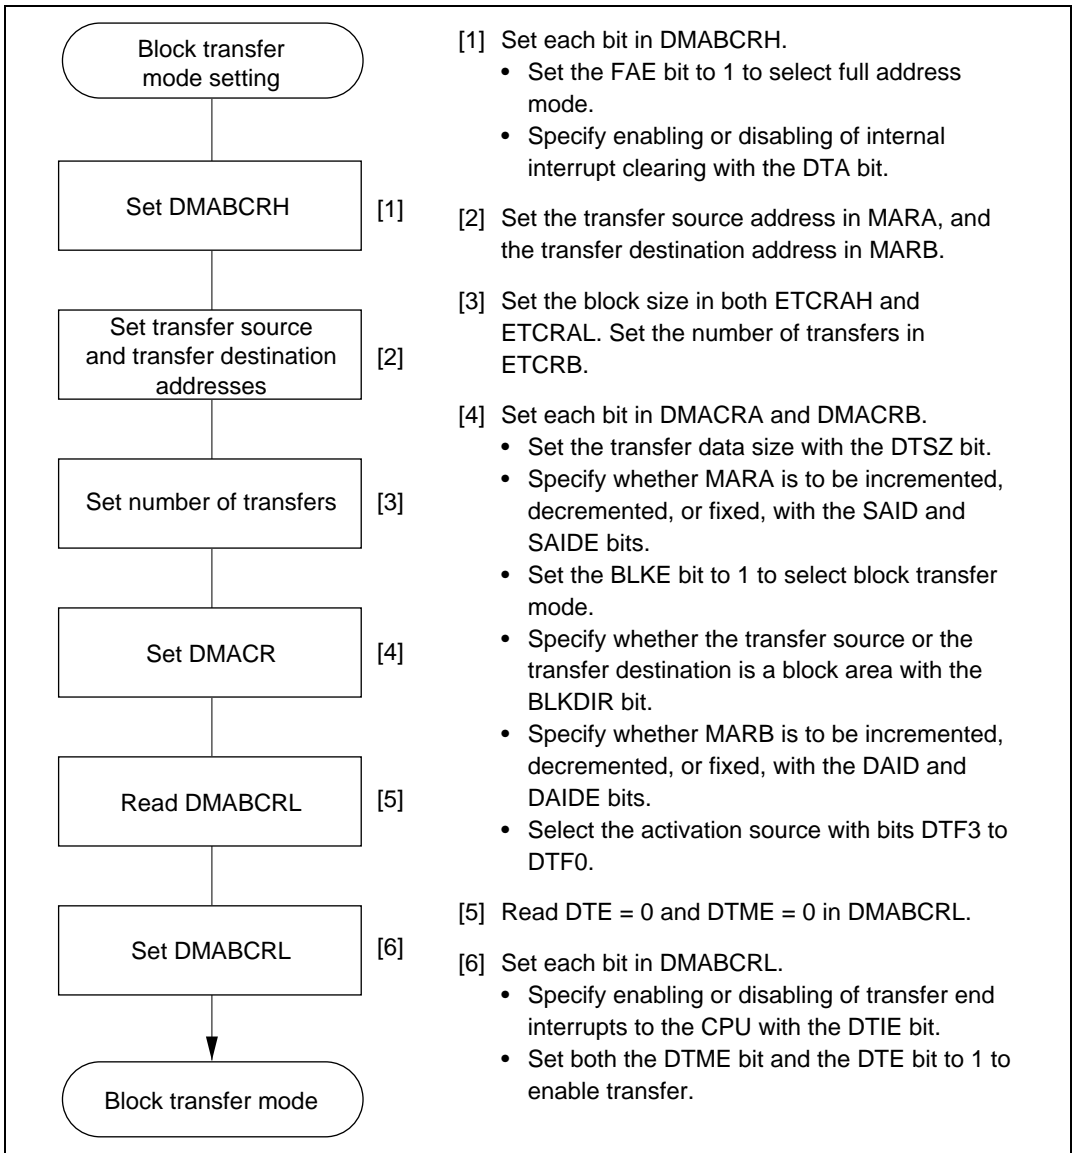 Block transfer
mode setting
Set DMABCRH
[1]
Set transfer source
and transfer destination
addresses
[2]
Set number of transfers
[3]
Set DMACR
[4]
Read DMABCRL
[5]
Set DMABCRL
[6]
Block transfer mode
[1] Set each bit in DMABCRH.
• Set the FAE bit to 1 to select full address
mode.
• Specify enabling or disabling of internal
interrupt clearing with the DTA bit.
[2] Set the transfer source address in MARA, and
the transfer destination address in MARB.
[3] Set the block size in both ETCRAH and
ETCRAL. Set the number of transfers in
ETCRB.
[4] Set each bit in DMACRA and DMACRB.
• Set the transfer data size with the DTSZ bit.
• Specify whether MARA is to be incremented,
decremented, or fixed, with the SAID and
SAIDE bits.
• Set the BLKE bit to 1 to select block transfer
mode.
• Specify whether the transfer source or the
transfer destination is a block area with the
BLKDIR bit.
• Specify whether MARB is to be incremented,
decremented, or fixed, with the DAID and
DAIDE bits.
• Select the activation source with bits DTF3 to
DTF0.
[5] Read DTE = 0 and DTME = 0 in DMABCRL.
[6] Set each bit in DMABCRL.
• Specify enabling or disabling of transfer end
interrupts to the CPU with the DTIE bit.
• Set both the DTME bit and the DTE bit to 1 to
enable transfer.